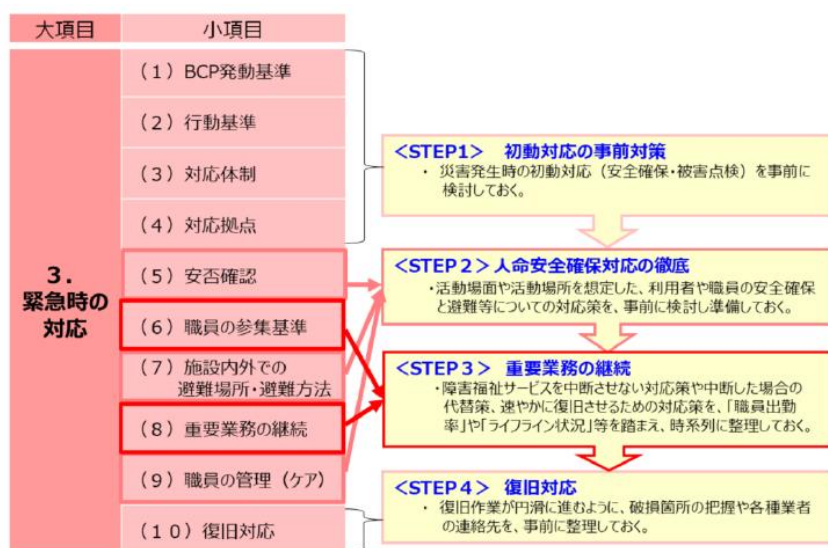 大項目
小項目
3.
緊急時の
対応
（１）BCP発動基準
（２）行動基準
（３）対応体制
（４）対応拠点
（５）安否確認
（６）職員の参集基準
（７）施設内外での
避難場所・避難方法
（８）重要業務の継続
（９）職員の管理（ケア）
（１０）復旧対応
＜STEP1＞　初動対応の事前対策
・ 災害発生時の初動対応（安全確保・被害点検）を事前に
検討しておく。
＜STEP２＞人命安全確保対応の徹底
・活動場面や活動場所を想定した、利用者や職員の安全確保
と避難等についての対応策を、事前に検討し準備しておく。
＜STEP３＞　重要業務の継続
・障害福祉サービスを中断させない対応策や中断した場合の
代替策、速やかに復旧させるための対応策を、「職員出勤
率」や「ライフライン状況」等を踏まえ、時系列に整理しておく。
＜STEP４＞　復旧対応
・ 復旧作業が円滑に進むように、破損箇所の把握や各種業者
の連絡先を、事前に整理しておく。